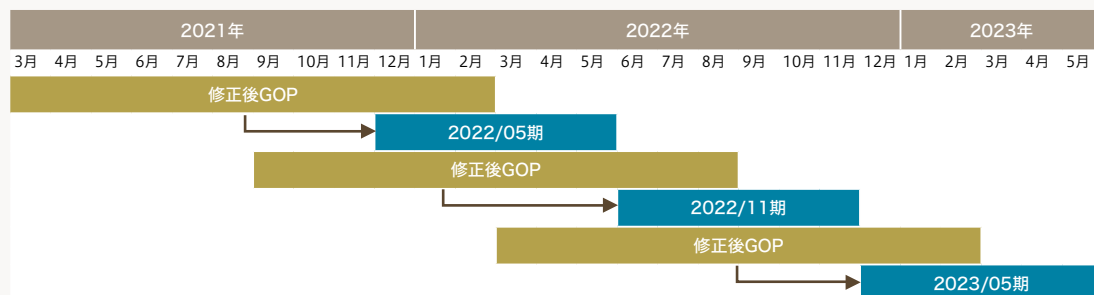 2021年 2022年 2023年
3月 4月 5月 6月 7月 8月 9月 10月 11月 12月 1月 2月 3月 4月 5月 6月 7月 8月 9月 10月 11月 12月 1月 2月 3月 4月 5月
修正後GOP
2022/05期
修正後GOP
2022/11期
修正後GOP
2023/05期